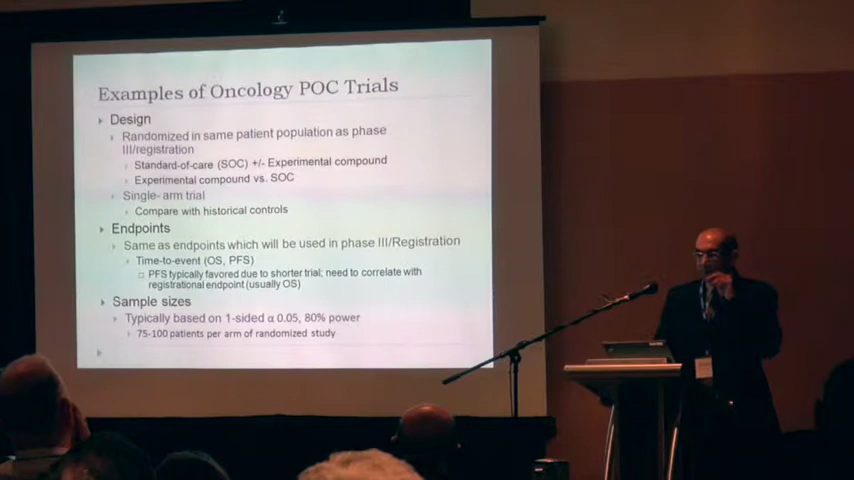 Examples of Oncology POC Trials
Design
Randomized in same patient population as phase
III/registration
Standard-of-care (SOC) +/- Experimental compound
Experimental compound vs. SOC
Single- arm trial
Compare with historical controls
Endpoints
Same as endpoints which will be used in phase III/Registration
Time-to-event (OS, PFS)
PFS typically favored due to shorter trial; need to correlate with
registrational endpoint (usually OS)
Sample sizes
Typically based on 1-sided α 0.05, 80% power
75-100 patients per arm of randomized study